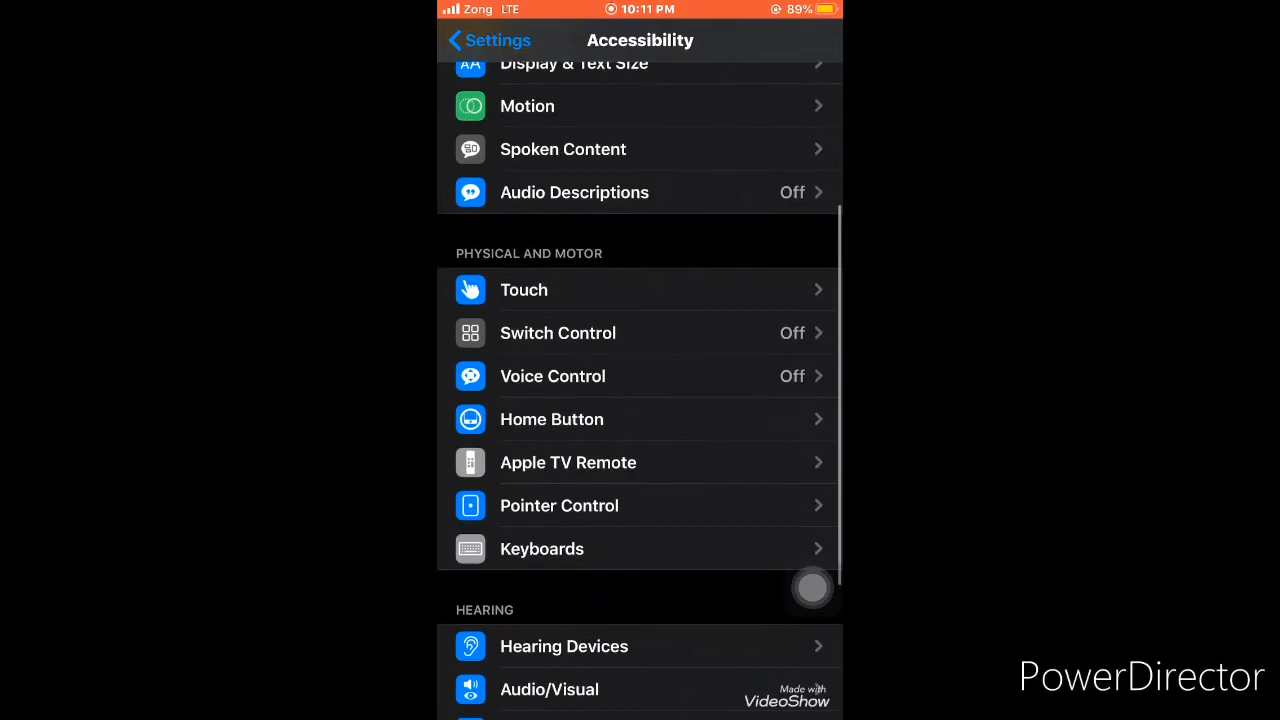 Zong LTE 10:11 PM 89%
Settings Accessibility
AA Display & Text Size
Motion
Spoken Content
Audio Descriptions Off
PHYSICAL AND MOTOR
Touch
Switch Control Off
Voice Control Off
Home Button
Apple TV Remote
Pointer Control
Keyboards
HEARING
Hearing Devices
Audio/Visual
Made with
VideoShow
PowerDirector